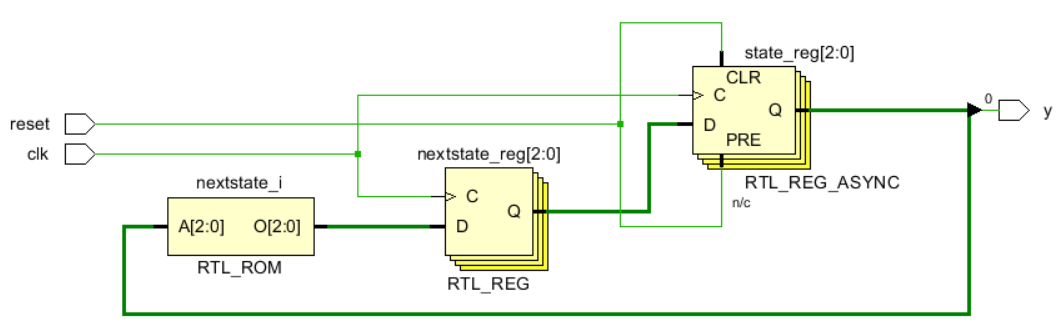 state_reg[2:0]
CLR
C
Q
D
PRE
RTL_REG_ASYNC
n/c
0
y
reset
clk
nextstate_reg[2:0]
C
Q
D
RTL_REG
nextstate_i
A[2:0] O[2:0]
RTL_ROM